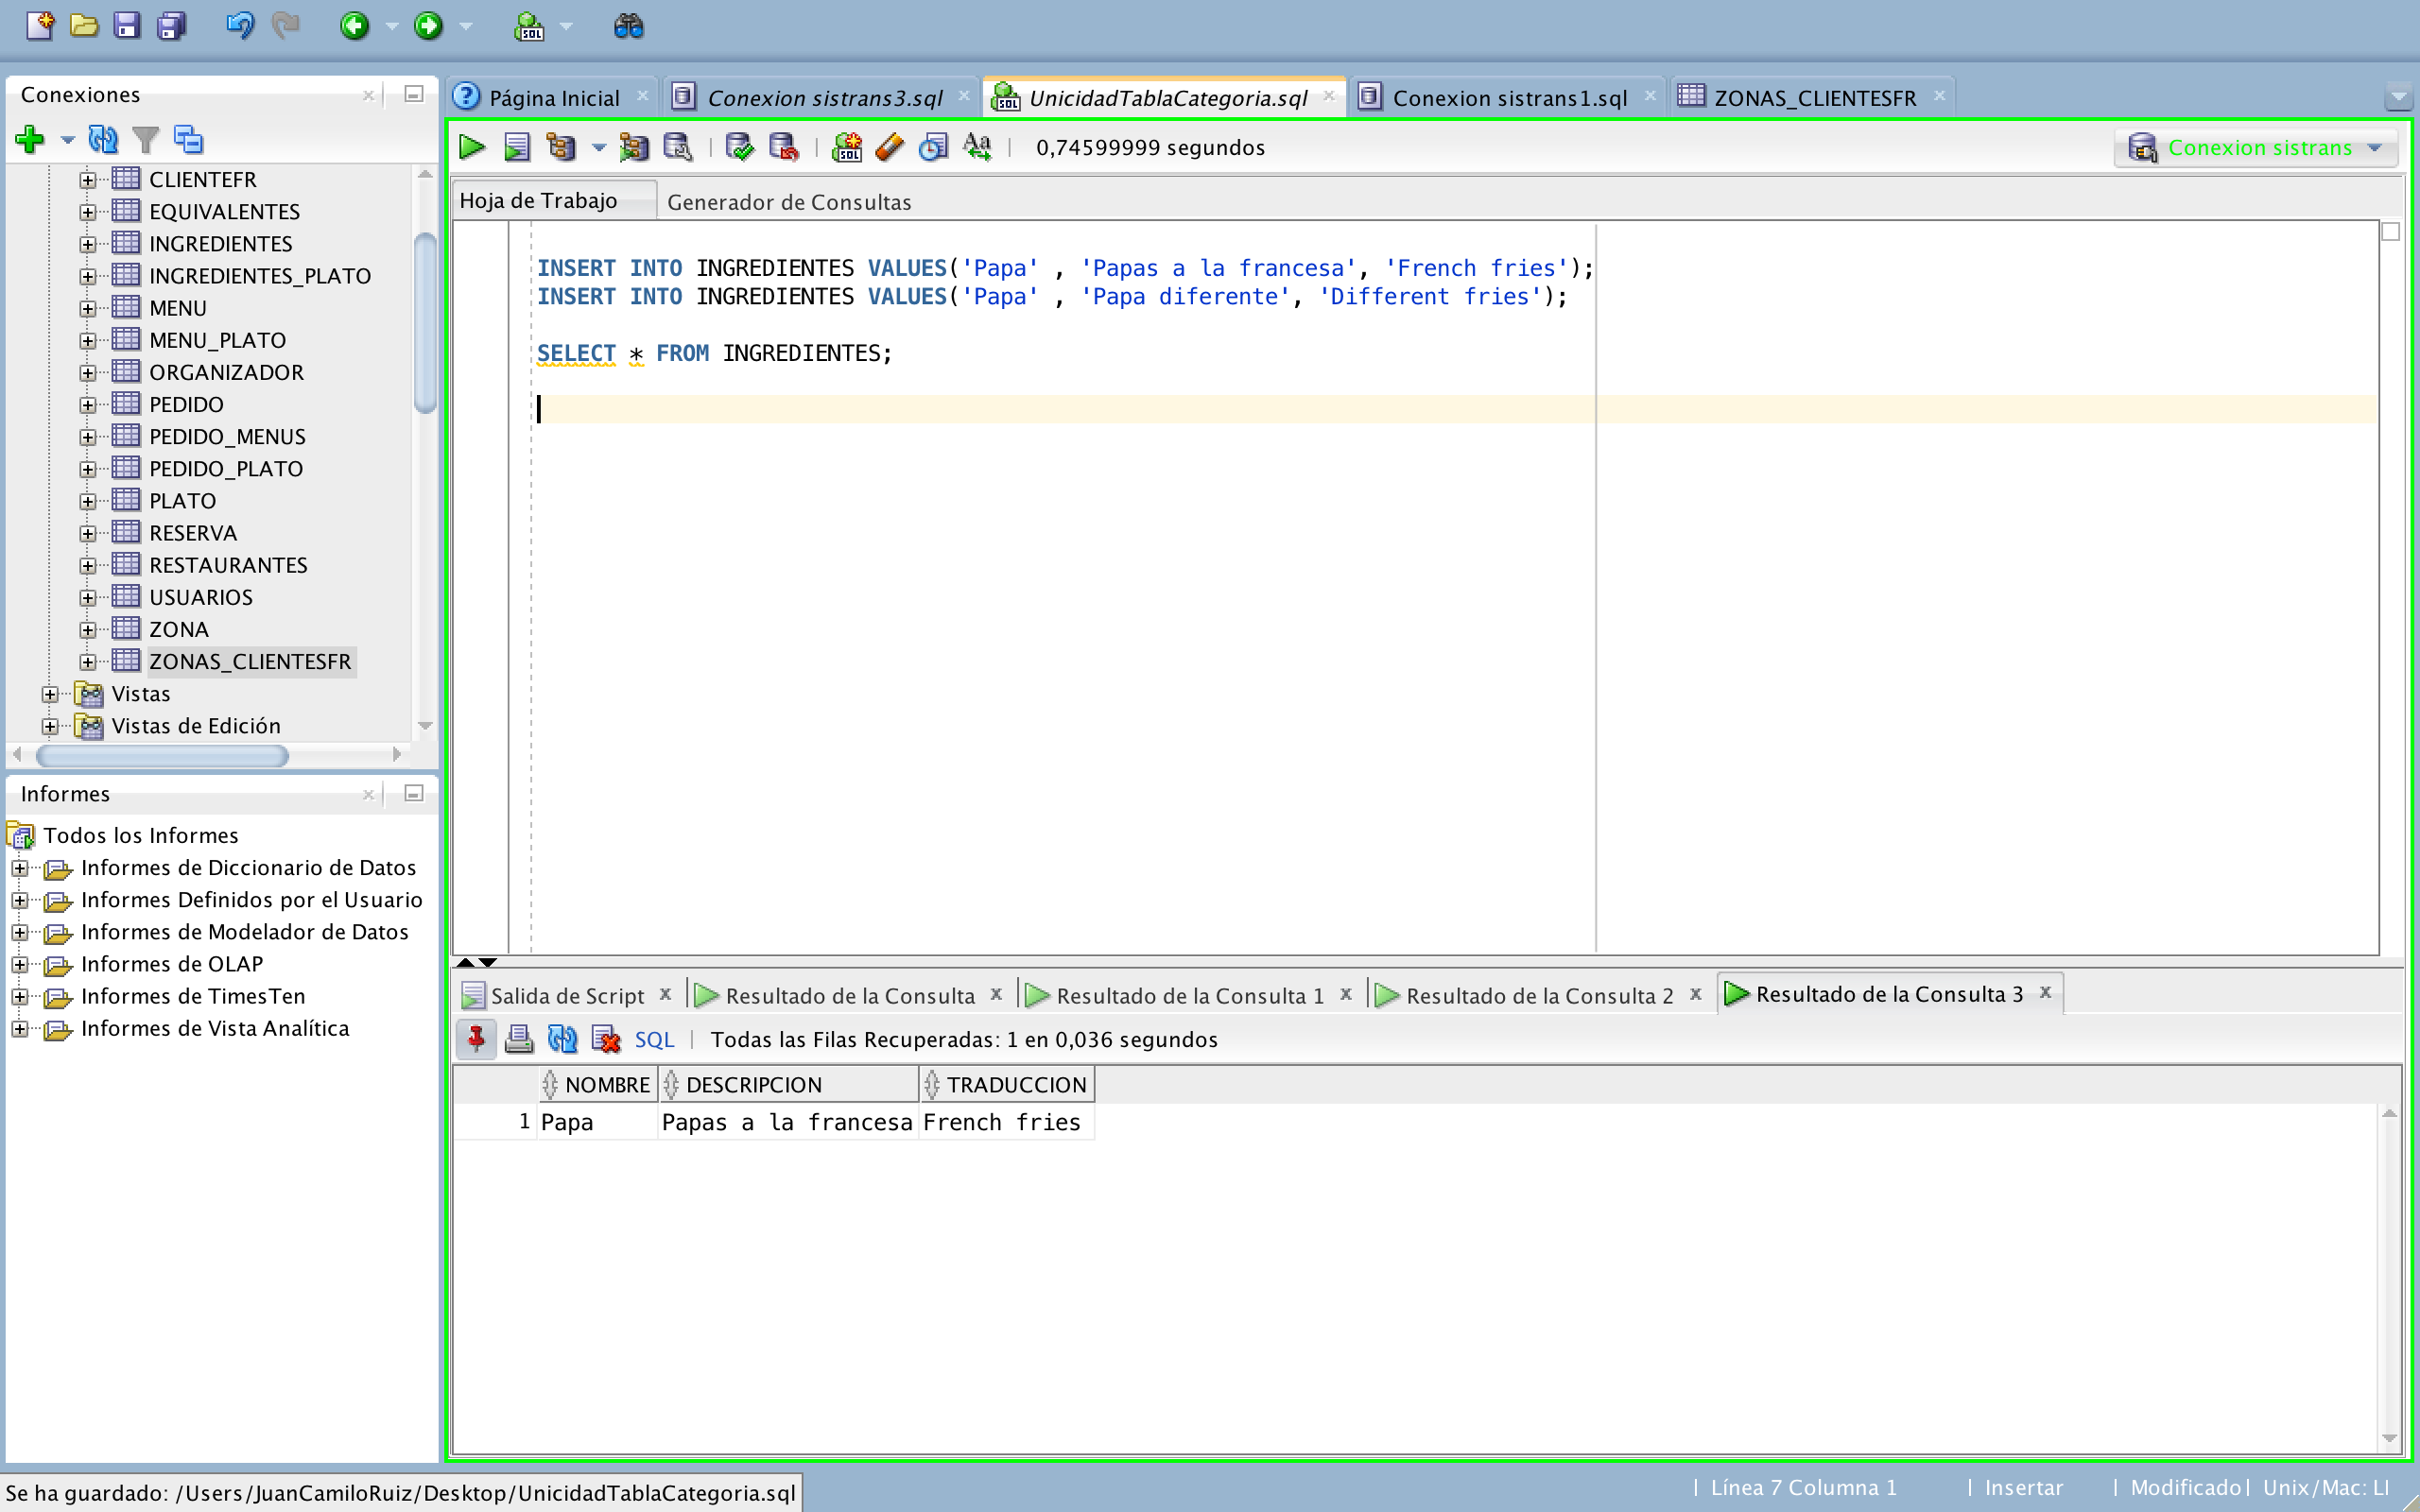 Conexiones
CLIENTEFR
EQUIVALENTES
INGREDIENTES
INGREDIENTES_PLATO
MENU
MENU_PLATO
ORGANIZADOR
PEDIDO
PEDIDO_MENUS
PEDIDO_PLATO
PLATO
RESERVA
RESTAURANTES
USUARIOS
ZONA
ZONAS_CLIENTESFR
Vistas
Vistas de Edición
Informes
Todos los Informes
Informes de Diccionario de Datos
Informes Definidos por el Usuario
Informes de Modelador de Datos
Informes de OLAP
Informes de TimesTen
Informes de Vista Analítica
Página Inicial Conexion sistrans3.sql UnicidadTablaCategoria.sql Conexion sistrans1.sql ZONAS_CLIENTESFR
0,74599999 segundos Conexion sistrans
Hoja de Trabajo Generador de Consultas
INSERT INTO INGREDIENTES VALUES('Papa' , 'Papas a la francesa', 'French fries');
INSERT INTO INGREDIENTES VALUES('Papa' , 'Papa diferente', 'Different fries');
SELECT * FROM INGREDIENTES;
Salida de Script x Resultado de la Consulta x Resultado de la Consulta 1 x Resultado de la Consulta 2 x Resultado de la Consulta 3 x
SQL | Todas las Filas Recuperadas: 1 en 0,036 segundos
NOMBRE DESCRIPCION TRADUCCION
1 Papa Papas a la francesa French fries
Se ha guardado: /Users/JuanCamiloRuiz/Desktop/UnicidadTablaCategoria.sql
| Línea 7 Columna 1 | Insertar | Modificado | Unix/Mac: LI